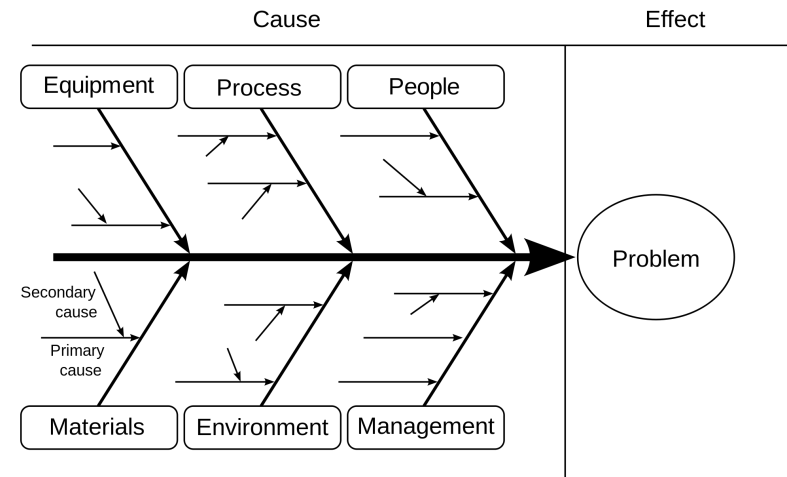 Cause
Effect
Equipment
Process
People
Problem
Secondary
cause
Primary
cause
Materials
Environment
Management